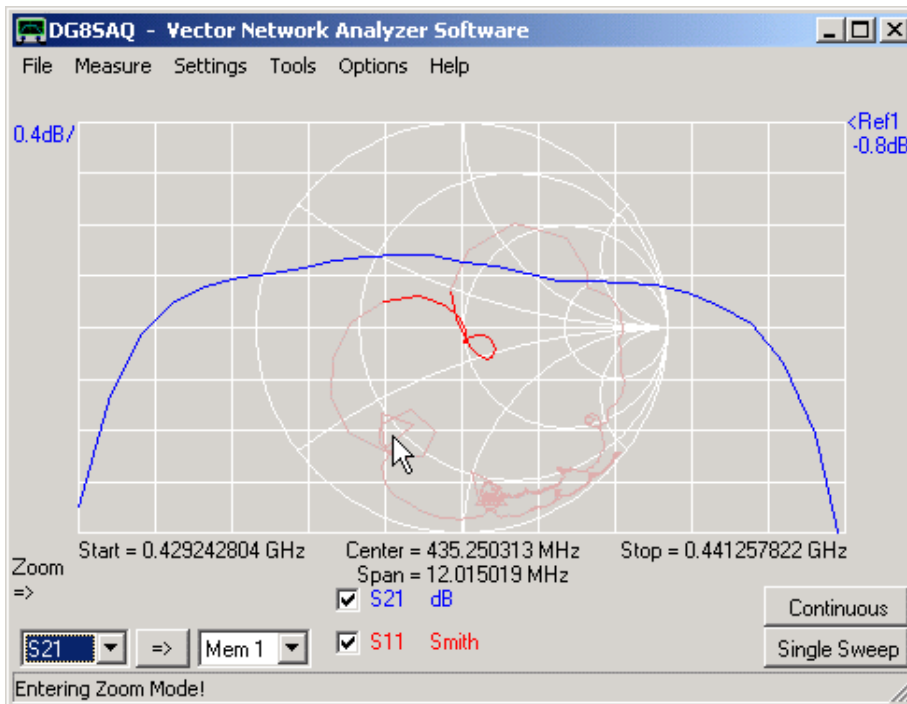 DG8SAQ - Vector Network Analyzer Software
File Measure Settings Tools Options Help
0.4dB/
<Ref1
-0.8dB
Start = 0.429242804 GHz Center = 435.250313 MHz Stop = 0.441257822 GHz
Span = 12.015019 MHz
Zoom
=>
S21 dB
Continuous
S21 => Mem 1 S11 Smith Single Sweep
Entering Zoom Mode!